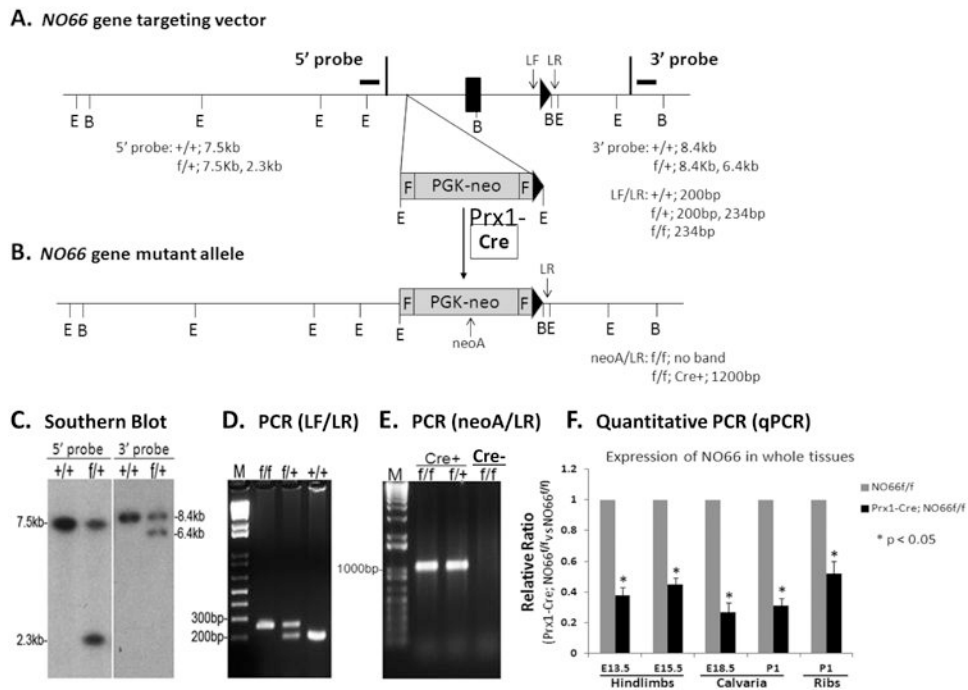 A. NO66 gene targeting vector
5' probe
LF LR
3' probe
E B E E E B B E E B
5' probe: +/+; 7.5kb
f/+; 7.5Kb, 2.3kb
3' probe: +/+; 8.4kb
f/+; 8.4Kb, 6.4kb
F PGK-neo F
E E
LF/LR: +/+; 200bp
f/+; 200bp, 234bp
f/f; 234bp
Prx1-
Cre
B. NO66 gene mutant allele
LR
F PGK-neo F
E B E E E E B E E B
neoA
neoA/LR: f/f; no band
f/f; Cre+; 1200bp
C. Southern Blot
5' probe 3' probe
+/+ f/+ +/+ f/+
7.5kb
-8.4kb
-6.4kb
2.3kb
D. PCR (LF/LR)
M f/f f/+ +/+
300bp
200bp
E. PCR (neoA/LR)
Cre+ Cre-
M f/f f/+ f/f
1000bp
F. Quantitative PCR (qPCR)
Expression of NO66 in whole tissues
Relative Ratio
(Prx1-Cre; NO66f/f vs NO66f/f)
1.2
1
0.8
0.6
0.4
0.2
0
* * * * *
E13.5 E15.5 E18.5 P1 P1
Hindlimbs Calvaria Ribs
NO66f/f
Prx1-Cre; NO66f/f
* p < 0.05